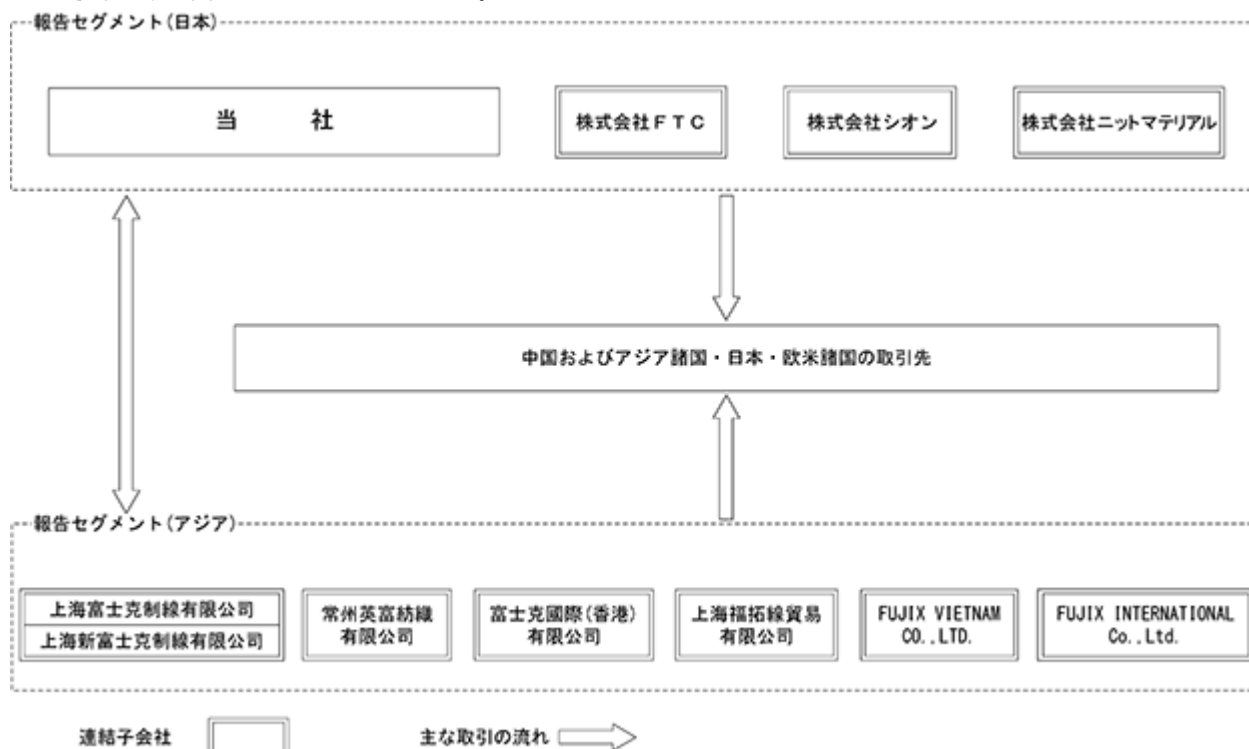 報告セグメント(日本)
当　　社
株式会社ＦＴＣ
株式会社シオン
株式会社ニットマテリアル
中国およびアジア諸国・日本・欧米諸国の取引先
報告セグメント(アジア)
上海富士克制線有限公司
上海新富士克制線有限公司
常州英富紡織
有限公司
富士克國際(香港)
有限公司
上海福拓線貿易
有限公司
FUJIX VIETNAM
CO.,LTD.
FUJIX INTERNATIONAL
Co.,Ltd.
連結子会社
主な取引の流れ